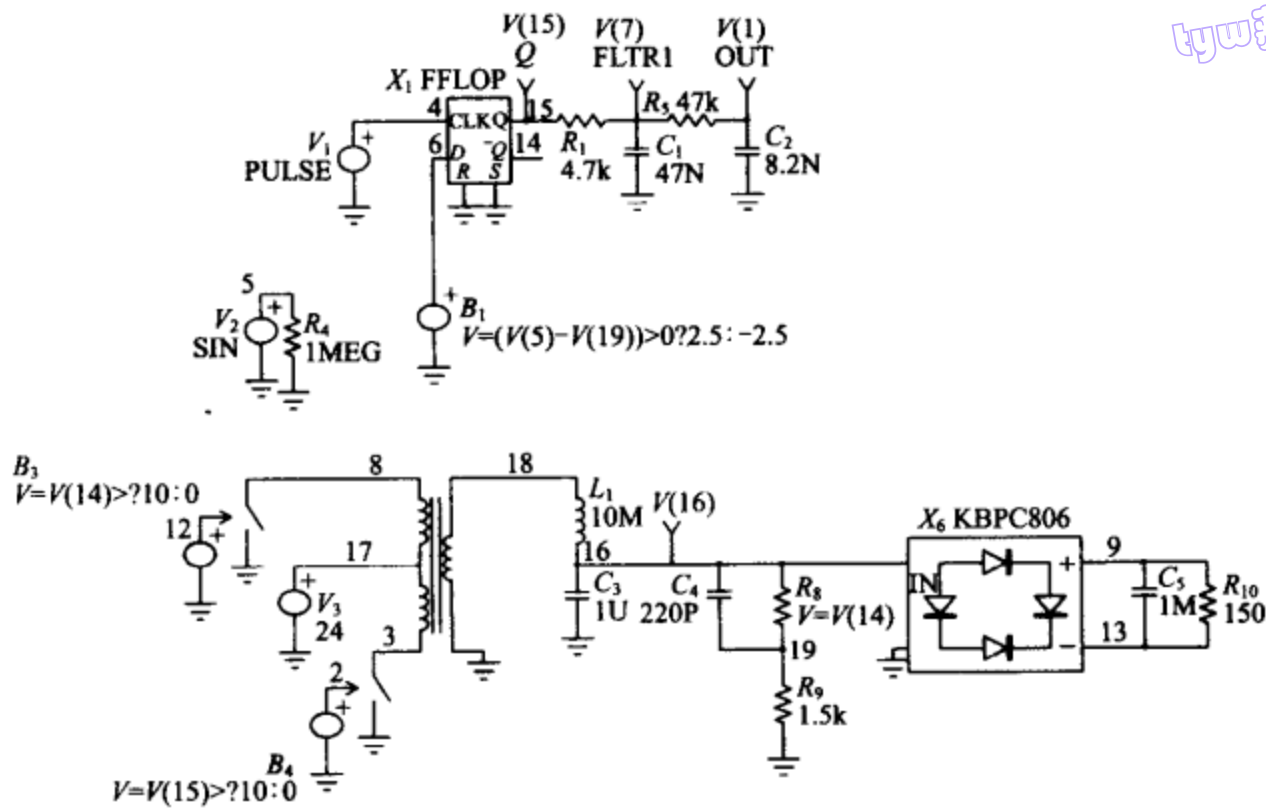 V(15) V(7) V(1)
Q FLTR1 OUT
X₁ FFLOP
4 CLK Q 15 R₅ 47k
V₁ + 6 D ‾Q 14 R₁ C₁ C₂
PULSE R S 4.7k 47N 8.2N
5
V₂ + R₄
SIN 1MEG
+ B₁
V=(V(5)−V(19))>0?2.5:−2.5
B₃ 8 18
V=V(14)>?10:0
L₁ V(16)
10M
12 +
X₆ KBPC806
17 16 9
+ V₃ C₃ C₄ R₈ IN + C₅ R₁₀
24 1U 220P V=V(14) 1M 150
3 19 − 13
2 + R₉
1.5k
B₄
V=V(15)>?10:0